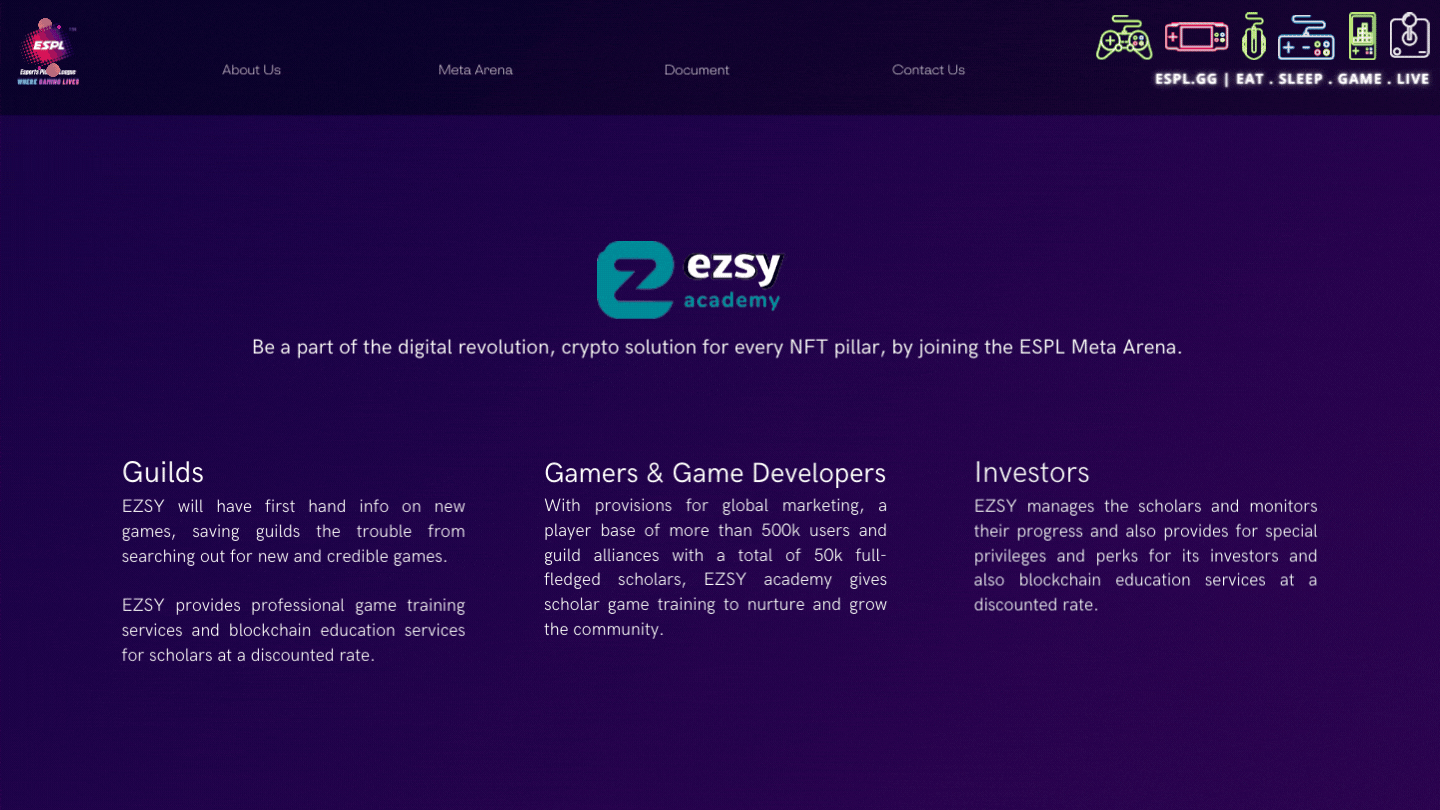 ESPL
WHERE GAMING LIVES
About Us
Meta Arena
Document
Contact Us
ESPL.GG | EAT . SLEEP . GAME . LIVE
ezsy
academy
Be a part of the digital revolution, crypto solution for every NFT pillar, by joining the ESPL Meta Arena.
Guilds
EZSY will have first hand info on new
games, saving guilds the trouble from
searching out for new and credible games.
EZSY provides professional game training
services and blockchain education services
for scholars at a discounted rate.
Gamers & Game Developers
With provisions for global marketing, a
player base of more than 500k users and
guild alliances with a total of 50k full-
fledged scholars, EZSY academy gives
scholar game training to nurture and grow
the community.
Investors
EZSY manages the scholars and monitors
their progress and also provides for special
privileges and perks for its investors and
also blockchain education services at a
discounted rate.